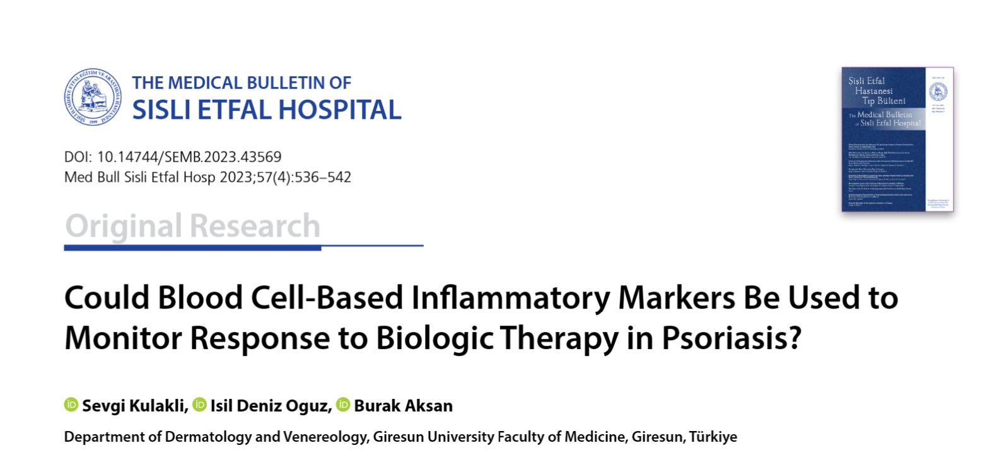 THE MEDICAL BULLETIN OF
SISLI ETFAL HOSPITAL
DOI: 10.14744/SEMB.2023.43569
Med Bull Sisli Etfal Hosp 2023;57(4):536–542
Şişli Etfal
Hastanesi
Tıp Bülteni
The Medical Bulletin
of Sisli Etfal Hospital
Original Research
Could Blood Cell-Based Inflammatory Markers Be Used to
Monitor Response to Biologic Therapy in Psoriasis?
iD Sevgi Kulakli, iD Isil Deniz Oguz, iD Burak Aksan
Department of Dermatology and Venereology, Giresun University Faculty of Medicine, Giresun, Türkiye